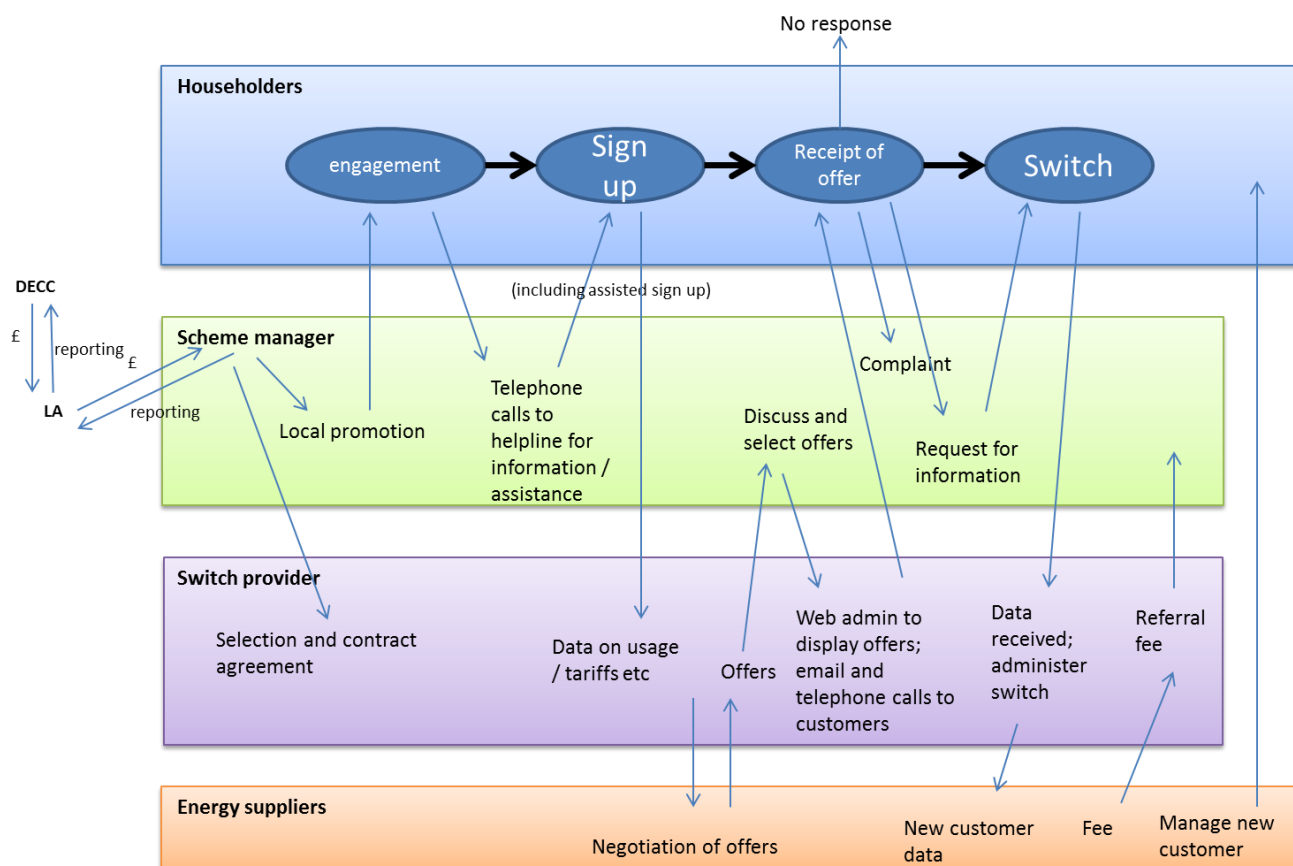 No response
Householders
engagement
Sign
up
Receipt of
offer
Switch
(including assisted sign up)
DECC
£
reporting
£
LA
reporting
Scheme manager
Local promotion
Telephone
calls to
helpline for
information /
assistance
Discuss and
select offers
Complaint
Request for
information
Switch provider
Selection and contract
agreement
Data on usage
/ tariffs etc
Offers
Web admin to
display offers;
email and
telephone calls to
customers
Data
received;
administer
switch
Referral
fee
Energy suppliers
Negotiation of offers
New customer
data
Fee
Manage new
customer